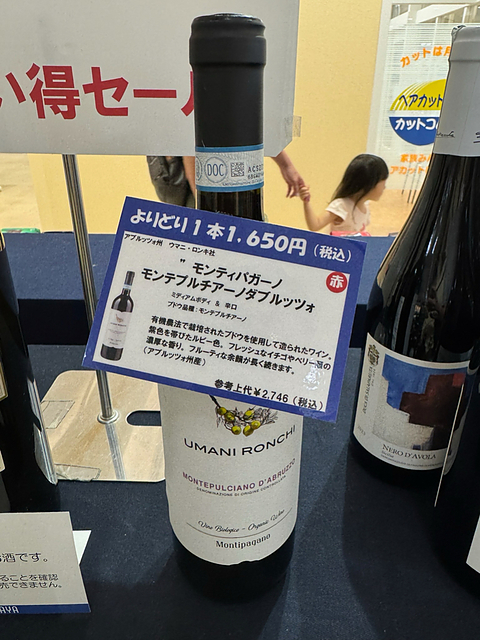 い得セール
カットは
ヘアカット
カットコ
DOC
よりどり1本1,650円(税込)
アブルッツォ州 ウマニ・ロンキ社
赤
" モンティパガーノ
モンテプルチアーノダブルッツォ
ミディアムボディ & 辛口
ブドウ品種:モンテプルチアーノ
有機農法で栽培されたブドウを使用して造られたワイン。
紫色を帯びたルビー色。フレッシュなイチゴやベリー類の
濃厚な香り。フルーティな余韻が長く続きます。
(アブルッツォ州産)
参考上代¥2,746(税込)
UMANI RONCHI
MONTEPULCIANO D'ABRUZZO
DENOMINAZIONE DI ORIGINE CONTROLLATA
Vino Biologico - Organic Wine
Montipagano
NERO D'AVOLA
酒です。
ることを確認
売できません。
AYA